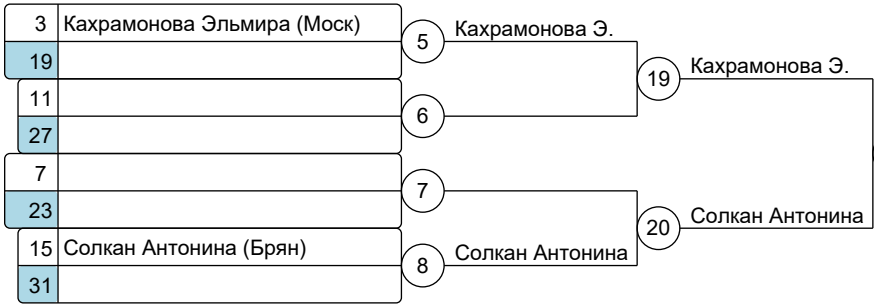 3 Кахрамонова Эльмира (Моск)
5 Кахрамонова Э.
19
19 Кахрамонова Э.
11
6
27
7
7
23
20 Солкан Антонина
15 Солкан Антонина (Брян)
8 Солкан Антонина
31